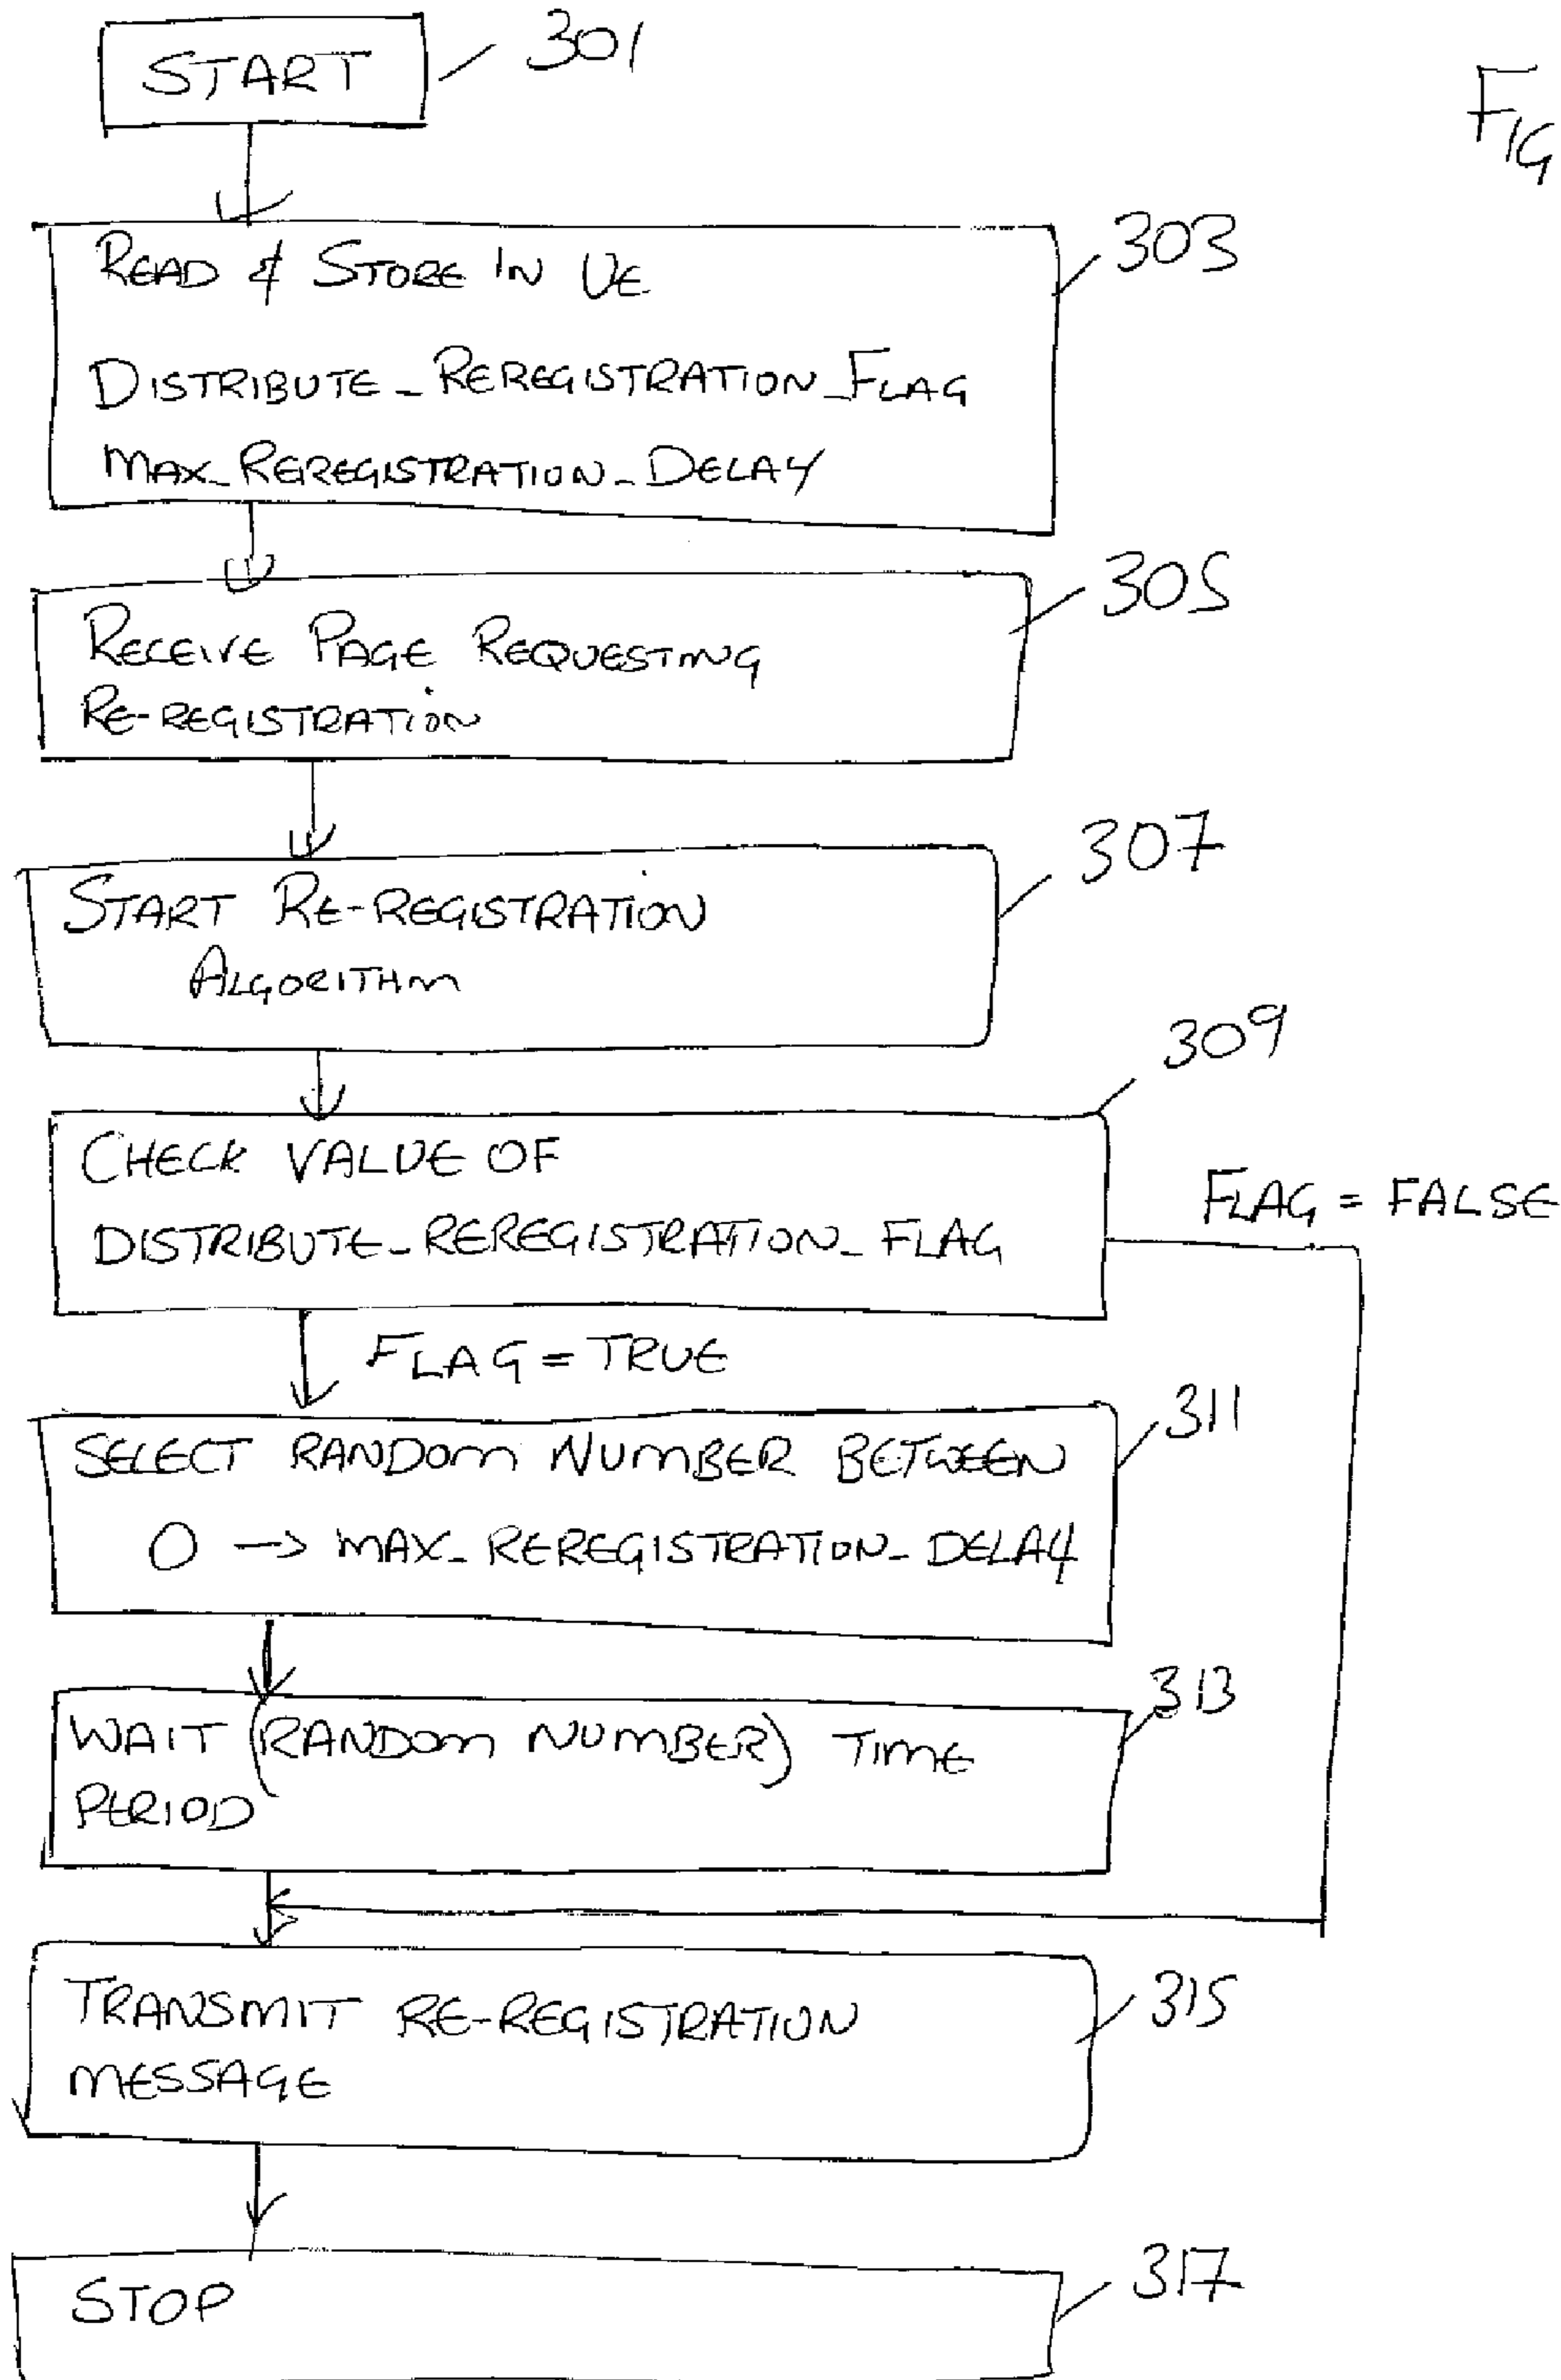 START
301
FIG
READ & STORE IN UE
303
DISTRIBUTE_REREGISTRATION_FLAG
MAX_REREGISTRATION_DELAY
RECEIVE PAGE REQUESTING
305
RE-REGISTRATION
START RE-REGISTRATION
307
ALGORITHM
309
CHECK VALUE OF
DISTRIBUTE_REREGISTRATION_FLAG
FLAG = FALSE
FLAG = TRUE
311
SELECT RANDOM NUMBER BETWEEN
0 -> MAX_REREGISTRATION_DELAY
313
WAIT (RANDOM NUMBER) TIME
PERIOD
TRANSMIT RE-REGISTRATION
315
MESSAGE
STOP
317